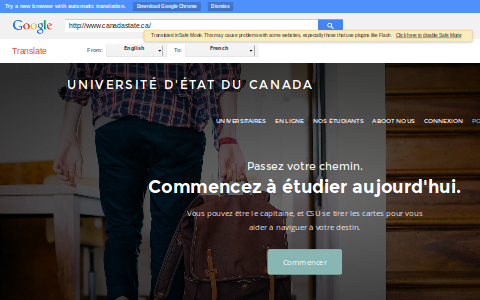 Try a new browser with automatic translation. Download Google Chrome Dismiss
Google http://www.canadastate.ca/
Translated in Safe Mode. This may cause problems with some websites, especially those that use plugins like Flash. Click here to disable Safe Mode
Translate From: English To: French
UNIVERSITÉ D'ÉTAT DU CANADA
UNIVERSITAIRES EN LIGNE NOS ÉTUDIANTS ABOOT NOUS CONNEXION PO
Passez votre chemin.
Commencez à étudier aujourd'hui.
Vous pouvez être le capitaine, et CSU se tirer les cartes pour vous
aider à naviguer à votre destin.
Commencer